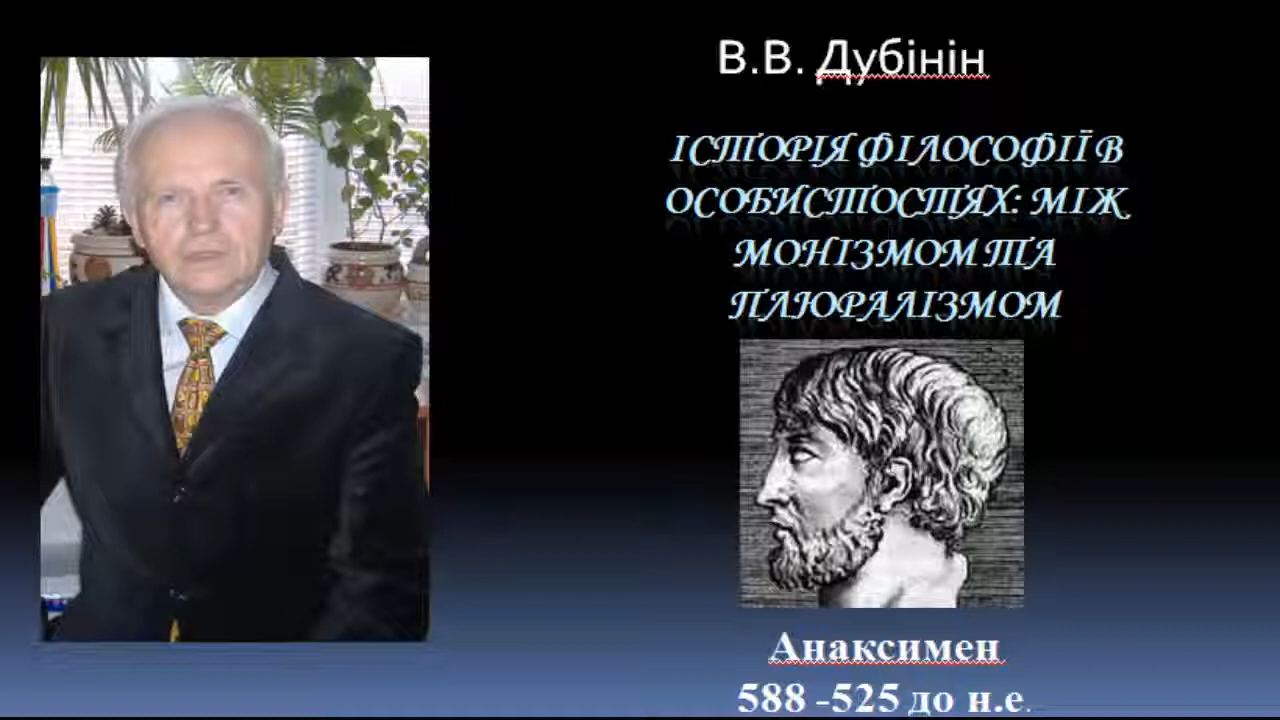 В.В. Дубінін
ІСТОРІЯ ФІЛОСОФІЇ В
ОСОБИСТОСТЯХ: МІЖ
МОНІЗМОМ ТА
ПЛЮРАЛІЗМОМ
Анаксимен
588 -525 до н.е.